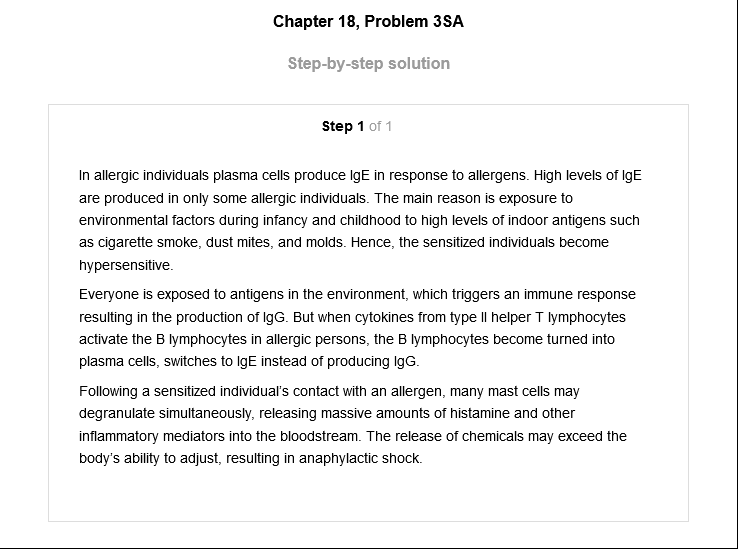 Chapter 18, Problem 3SA
Step-by-step solution
Step 1 of 1
In allergic individuals plasma cells produce IgE in response to allergens. High levels of IgE
are produced in only some allergic individuals. The main reason is exposure to
environmental factors during infancy and childhood to high levels of indoor antigens such
as cigarette smoke, dust mites, and molds. Hence, the sensitized individuals become
hypersensitive.
Everyone is exposed to antigens in the environment, which triggers an immune response
resulting in the production of IgG. But when cytokines from type II helper T lymphocytes
activate the B lymphocytes in allergic persons, the B lymphocytes become turned into
plasma cells, switches to IgE instead of producing IgG.
Following a sensitized individual's contact with an allergen, many mast cells may
degranulate simultaneously, releasing massive amounts of histamine and other
inflammatory mediators into the bloodstream. The release of chemicals may exceed the
body's ability to adjust, resulting in anaphylactic shock.